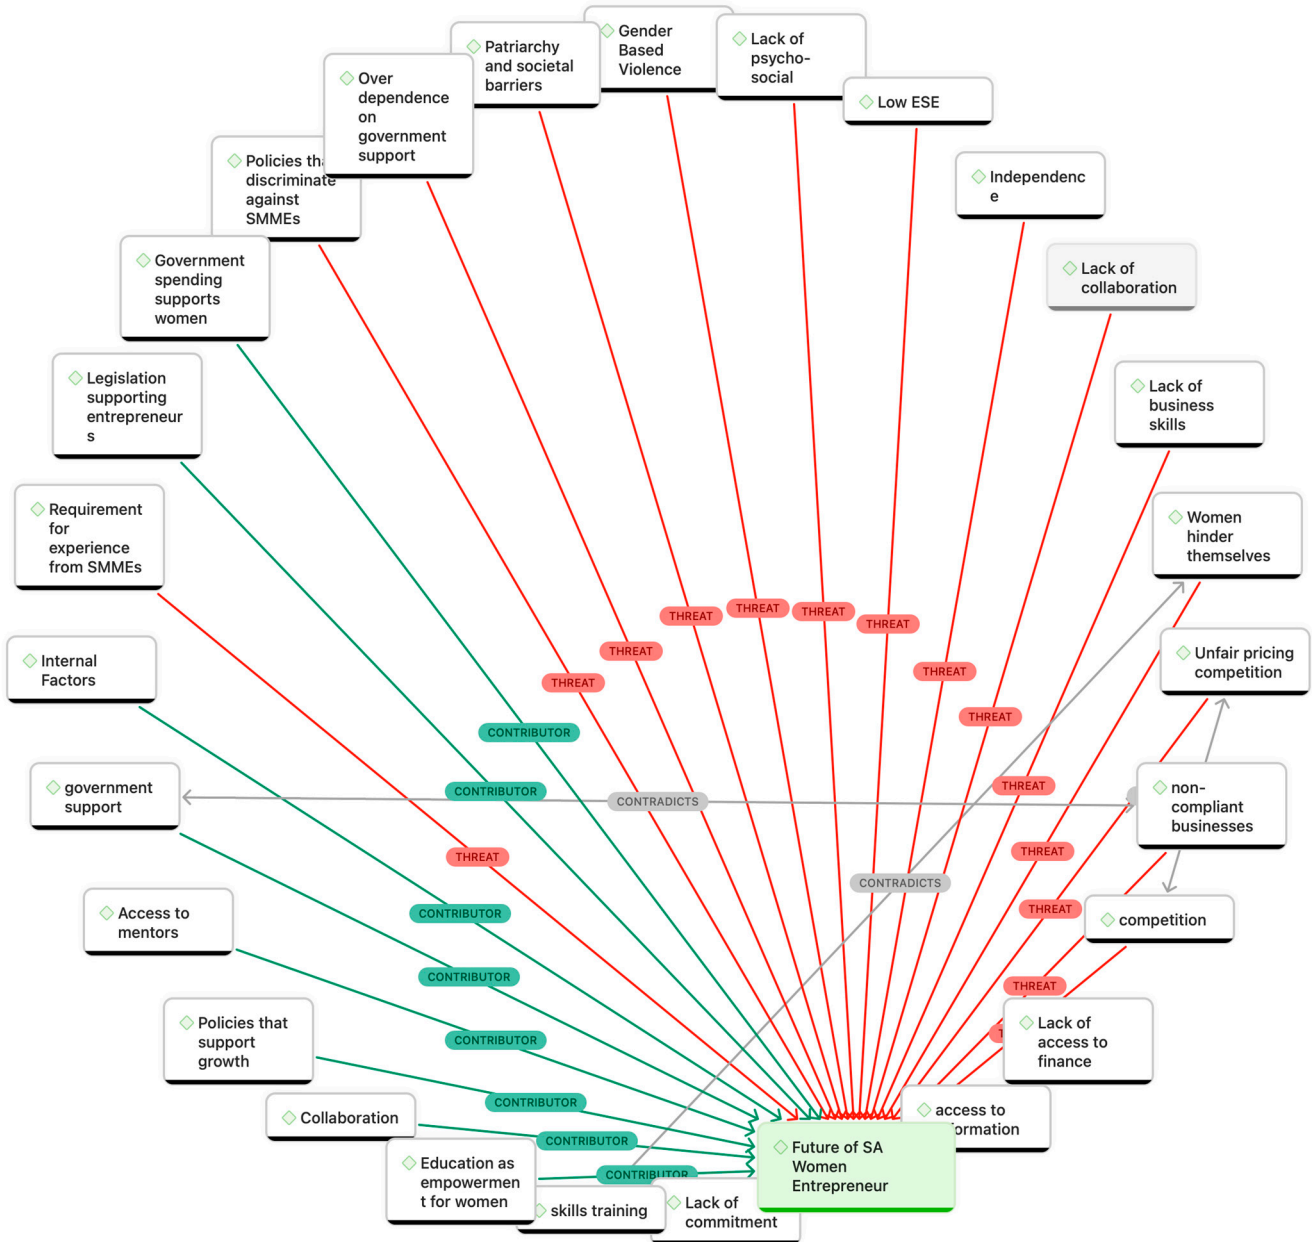 Gender
Based
Violence
Lack of
psycho-
social
Patriarchy
and societal
barriers
Over
dependence
on
government
support
Low ESE
Policies
discriminate
against
SMMEs
Independenc
e
Government
spending
supports
women
Lack of
collaboration
Legislation
supporting
entrepreneur
s
Lack of
business
skills
Requirement
for
experience
from SMMEs
Women
hinder
themselves
THREAT
THREAT
THREAT
THREAT
THREAT
THREAT
Internal
Factors
Unfair pricing
competition
THREAT
THREAT
THREAT
CONTRIBUTOR
CONTRIBUTOR
THREAT
government
support
CONTRADICTS
non-
compliant
businesses
THREAT
THREAT
CONTRADICTS
Access to
mentors
CONTRIBUTOR
THREAT
competition
CONTRIBUTOR
THREAT
Policies that
support
growth
CONTRIBUTOR
Lack of
access to
finance
CONTRIBUTOR
Collaboration
CONTRIBUTOR
access to
Education as
empowermen
t for women
CONTRIBUTOR
Future of SA
Women
Entrepreneur
skills training
Lack of
commitment